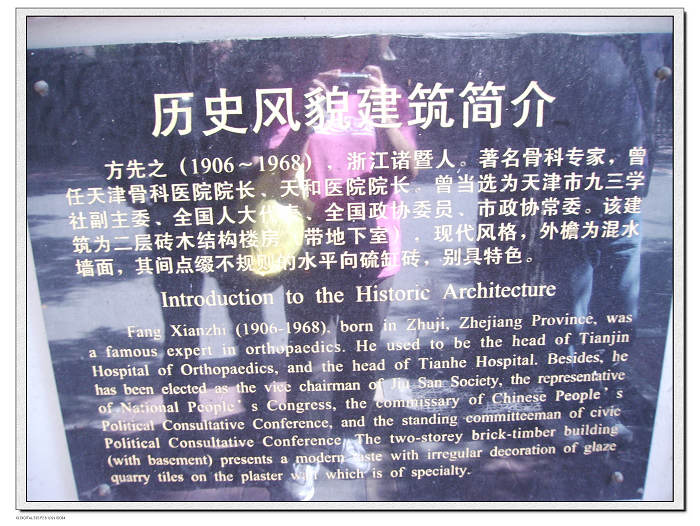 历史风貌建筑简介
方先之（1906～1968），浙江诸暨人。著名骨科专家，曾
任天津骨科医院院长、天和医院院长。曾当选为天津市九三学
社副主委、全国人大代表、全国政协委员、市政协常委。该建
筑为二层砖木结构楼房（带地下室），现代风格，外檐为混水
墙面，其间点缀不规则的水平向硫缸砖，别具特色。
Introduction to the Historic Architecture
Fang Xianzhi (1906-1968), born in Zhuji, Zhejiang Province, was
a famous expert in orthopaedics. He used to be the head of Tianjin
Hospital of Orthopaedics, and the head of Tianhe Hospital. Besides, he
has been elected as the vice chairman of Jiu San Society, the representative
of National People's Congress, the commissary of Chinese People's
Political Consultative Conference, and the standing committeeman of civic
Political Consultative Conference. The two-storey brick-timber building
(with basement) presents a modern taste with irregular decoration of glaze
quarry tiles on the plaster wall which is of specialty.